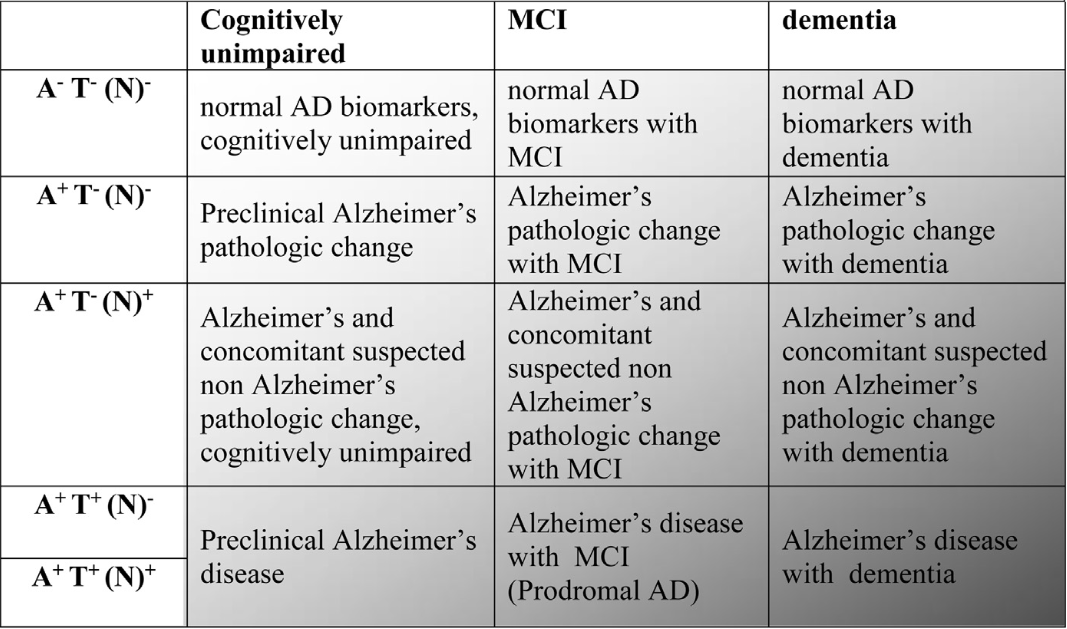 Cognitively
unimpaired
MCI
dementia
A⁻ T⁻ (N)⁻
normal AD biomarkers,
cognitively unimpaired
normal AD
biomarkers with
MCI
normal AD
biomarkers with
dementia
A⁺ T⁻ (N)⁻
Preclinical Alzheimer’s
pathologic change
Alzheimer’s
pathologic change
with MCI
Alzheimer’s
pathologic change
with dementia
A⁺ T⁻ (N)⁺
Alzheimer’s and
concomitant suspected
non Alzheimer’s
pathologic change,
cognitively unimpaired
Alzheimer’s and
concomitant
suspected non
Alzheimer’s
pathologic change
with MCI
Alzheimer’s and
concomitant suspected
non Alzheimer’s
pathologic change
with dementia
A⁺ T⁺ (N)⁻
A⁺ T⁺ (N)⁺
Preclinical Alzheimer’s
disease
Alzheimer’s disease
with MCI
(Prodromal AD)
Alzheimer’s disease
with dementia